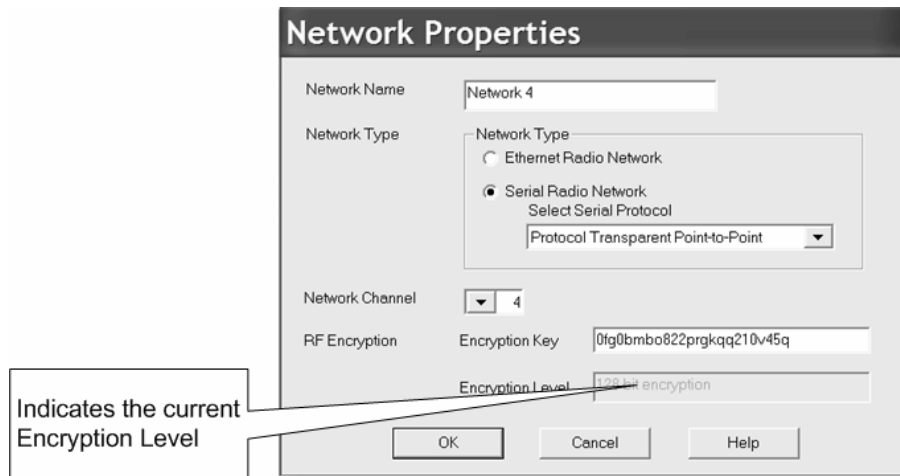 Network Properties
Network Name
Network 4
Network Type
Network Type
Ethernet Radio Network
Serial Radio Network
Select Serial Protocol
Protocol Transparent Point-to-Point
Network Channel
4
RF Encryption
Encryption Key
0fg0bmbo822prgkqq210v45q
Encryption Level
128 bit encryption
Indicates the current
Encryption Level
OK
Cancel
Help